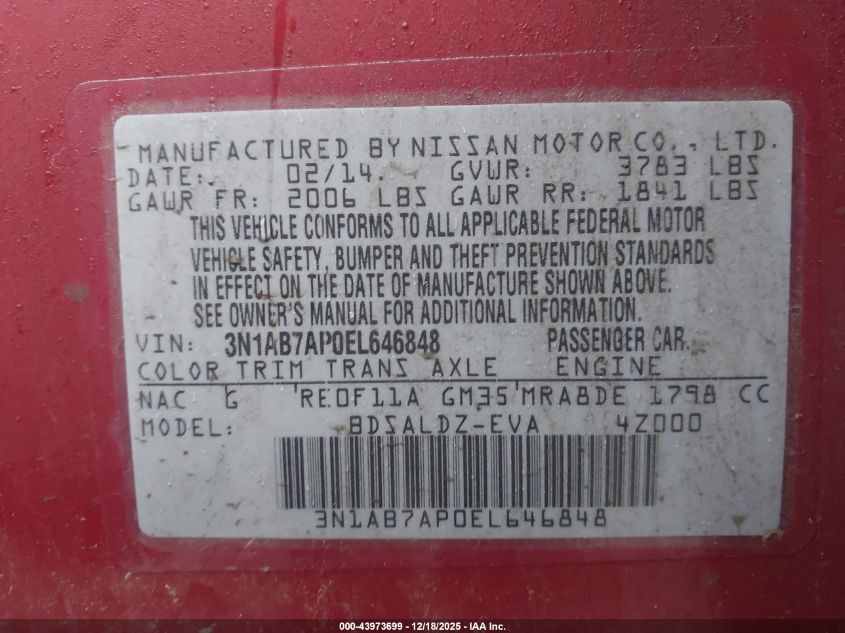 MANUFACTURED BY NISSAN MOTOR CO., LTD.
DATE: 02/14 GVWR: 3783 LBS
GAWR FR: 2006 LBS GAWR RR: 1841 LBS
THIS VEHICLE CONFORMS TO ALL APPLICABLE FEDERAL MOTOR
VEHICLE SAFETY, BUMPER AND THEFT PREVENTION STANDARDS
IN EFFECT ON THE DATE OF MANUFACTURE SHOWN ABOVE.
SEE OWNER'S MANUAL FOR ADDITIONAL INFORMATION.
VIN: 3N1AB7AP0EL646848 PASSENGER CAR
COLOR TRIM TRANS AXLE ENGINE
NAC G RE0F11A GM35 MRA8DE 1798 CC
MODEL: BDSALDZ-EVA 4Z000
3N1AB7AP0EL646848
000-43973699 - 12/18/2025 - IAA Inc.